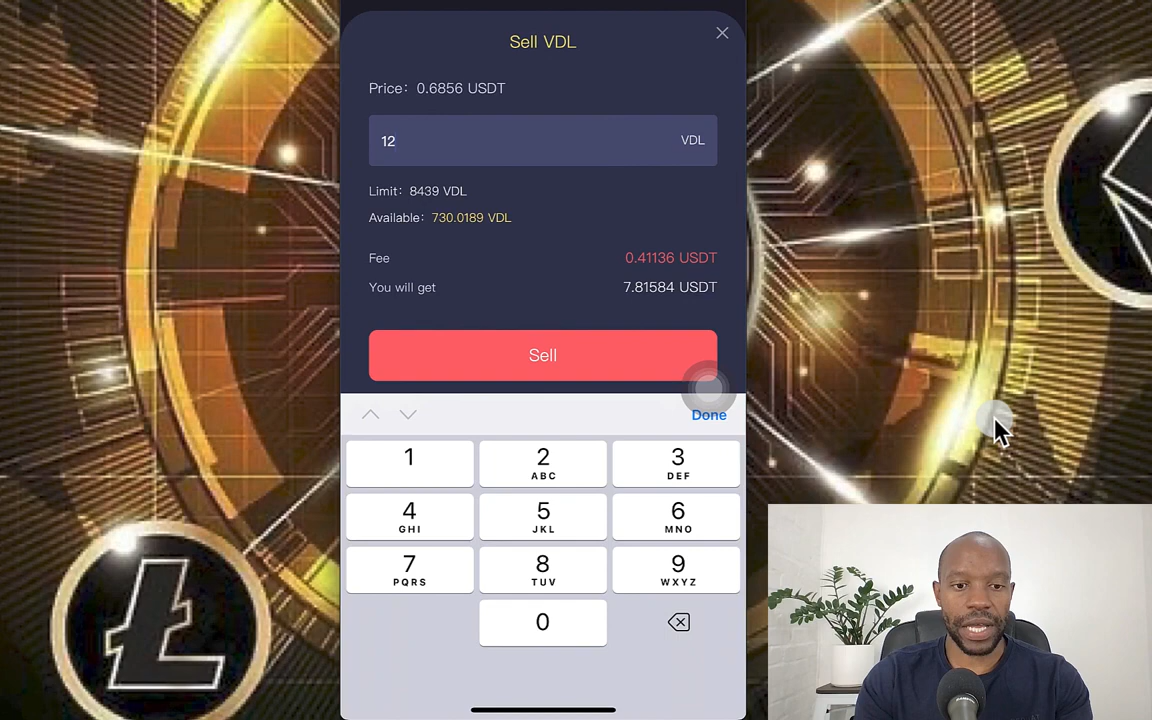 Sell VDL
Price: 0.6856 USDT
12 VDL
Limit: 8439 VDL
Available: 730.0189 VDL
Fee 0.41136 USDT
You will get 7.81584 USDT
Sell
Done
1 2 3
ABC DEF
4 5 6
GHI JKL MNO
7 8 9
PQRS TUV WXYZ
0